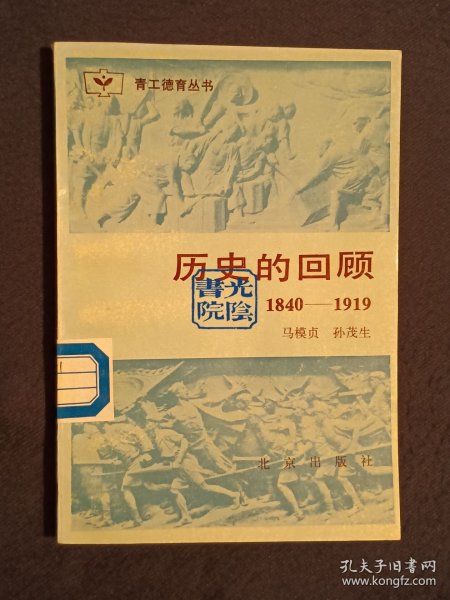 青工德育丛书
历史的回顾
1840——1919
马模贞 孙茂生
光陰
書院
北京出版社
孔夫子旧书网
www.kongfz.com